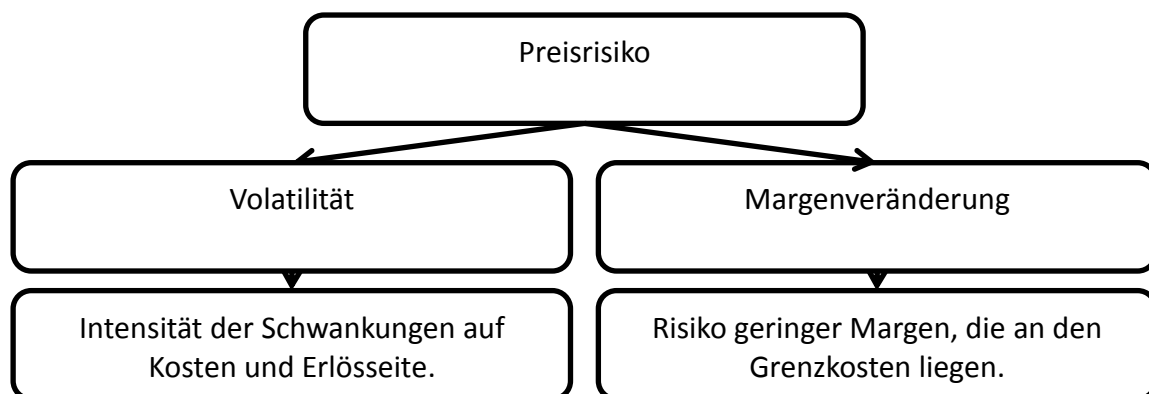 Preisrisiko
Volatilität
Margenveränderung
Intensität der Schwankungen auf
Kosten und Erlösseite.
Risiko geringer Margen, die an den
Grenzkosten liegen.